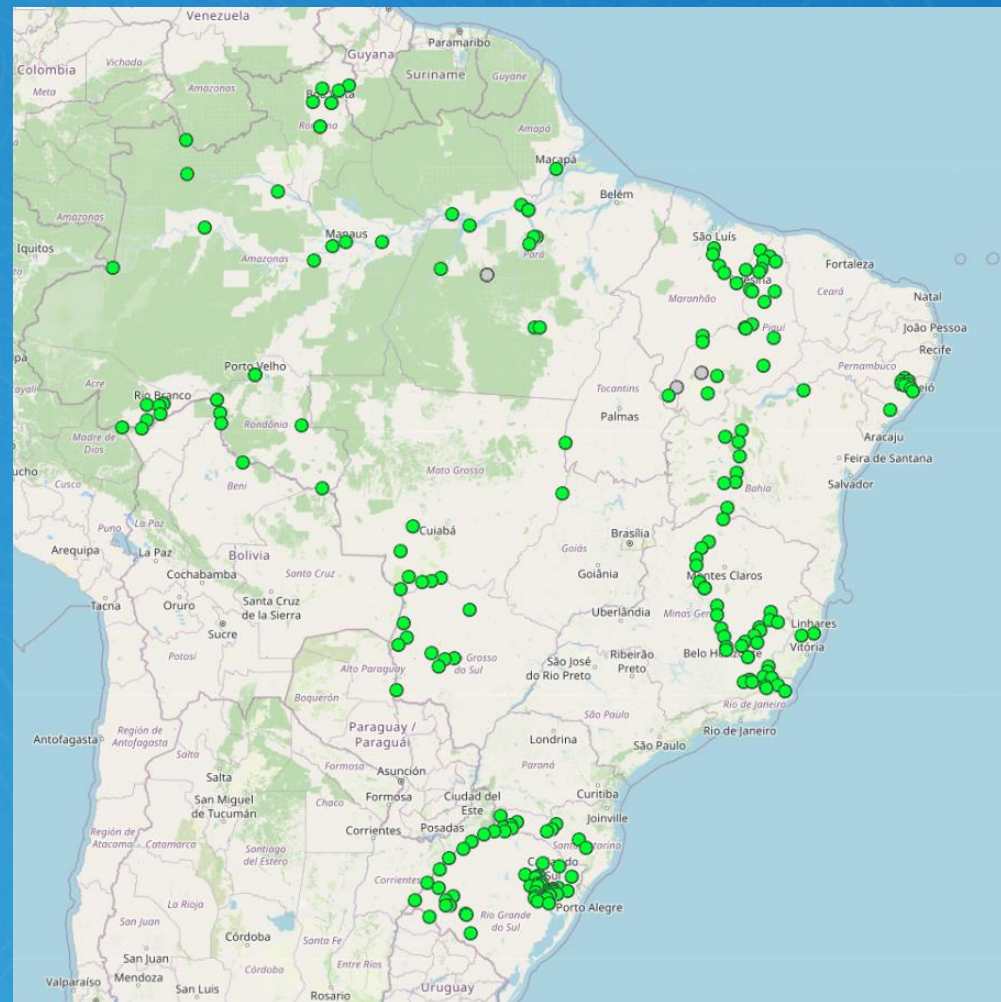 Venezuela
Paramaribo
Guyana
Colombia
Vichada
Suriname
Guyane
Meta
Amazonas
Amapá
Macapá
Belém
Amazonas
Iquitos
Manaus
Amazonas
Pará
São Luís
Fortaleza
Maranhão
Ceará
Natal
Piauí
João Pessoa
Recife
Pernambuco
Porto Velho
Acre
Rio Branco
Tocantins
Palmas
Rondônia
Aracaju
Madre de
Dios
Feira de Santana
Mato Grosso
Salvador
Cusco
Beni
Bahia
Puno
La Paz
Cuiabá
Brasília
Arequipa
La Paz
Bolivia
Goiás
Cochabamba
Santa Cruz
Goiânia
Montes Claros
Tacna
Oruro
Santa Cruz
de la Sierra
Uberlândia
Minas
Linhares
Sucre
Vitória
Potosí
Alto Paraguay
Grosso
do Sul
São José
do Rio Preto
Ribeirão
Preto
Belo
Boquerón
Rio de Janeiro
São Paulo
Rio de Janeiro
Antofagasta
Región de
Antofagasta
Paraguay /
Paraguái
Londrina
São Paulo
Salta
Paraná
Salta
Formosa
Asunción
San Miguel
de Tucumán
Chaco
Formosa
Ciudad del
Este
Curitiba
Joinville
Región de
Atacama
Catamarca
Santiago
del Estero
Corrientes
Posadas
Corrientes
La Rioja
Santa Fe
Rio Grande
do Sul
Porto Alegre
San Juan
Córdoba
San Juan
Córdoba
Entre Ríos
Valparaíso
Mendoza
San Luis
Rosario
Uruguay